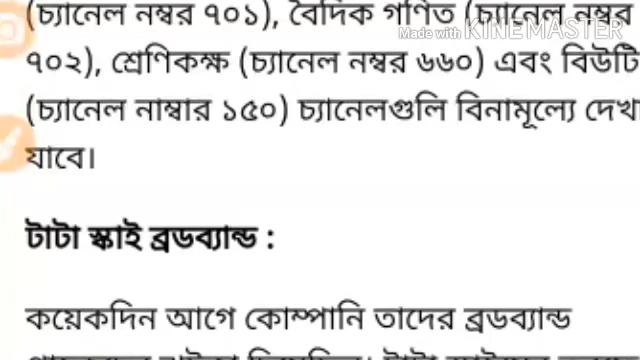 (চ্যানেল নম্বর ৭০১), বৈদিক গণিত (চ্যানেল নম্বর
Made with KINEMASTER
৭০২), শ্রেণিকক্ষ (চ্যানেল নম্বর ৬৬০) এবং বিউটি
(চ্যানেল নাম্বার ১৫০) চ্যানেলগুলি বিনামূল্যে দেখা
যাবে।
টাটা স্কাই ব্রডব্যান্ড :
কয়েকদিন আগে কোম্পানি তাদের ব্রডব্যান্ড